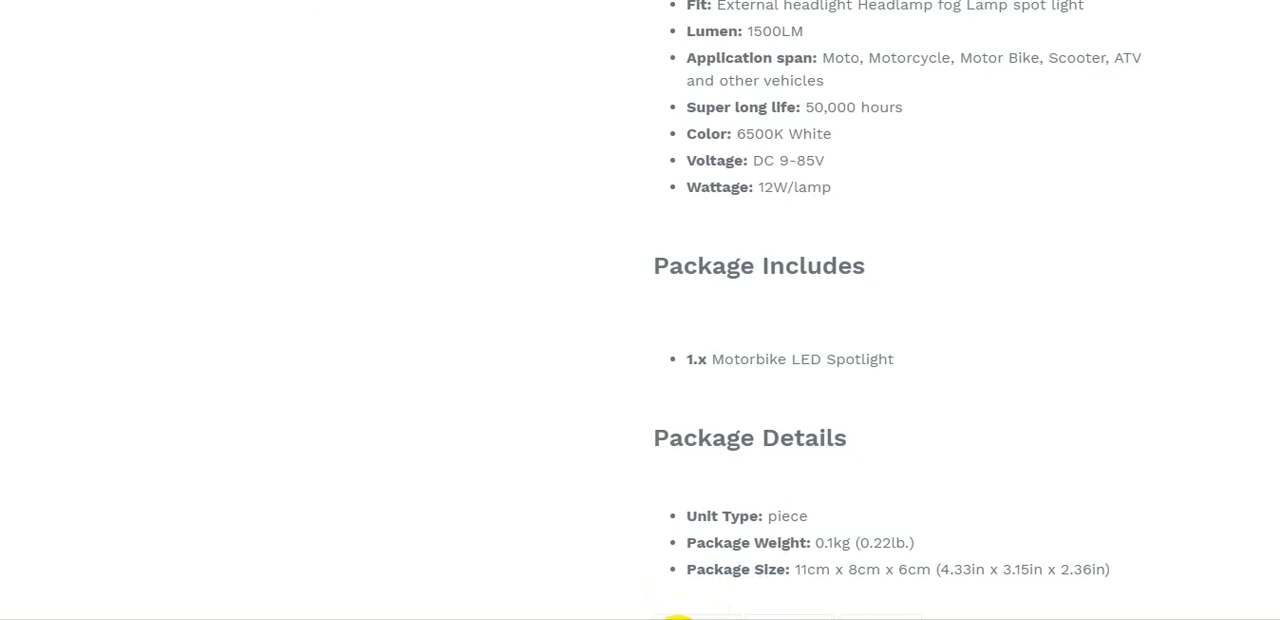 Fit: External headlight Headlamp fog Lamp spot light
Lumen: 1500LM
Application span: Moto, Motorcycle, Motor Bike, Scooter, ATV
and other vehicles
Super long life: 50,000 hours
Color: 6500K White
Voltage: DC 9-85V
Wattage: 12W/lamp
Package Includes
1.x Motorbike LED Spotlight
Package Details
Unit Type: piece
Package Weight: 0.1kg (0.22lb.)
Package Size: 11cm x 8cm x 6cm (4.33in x 3.15in x 2.36in)